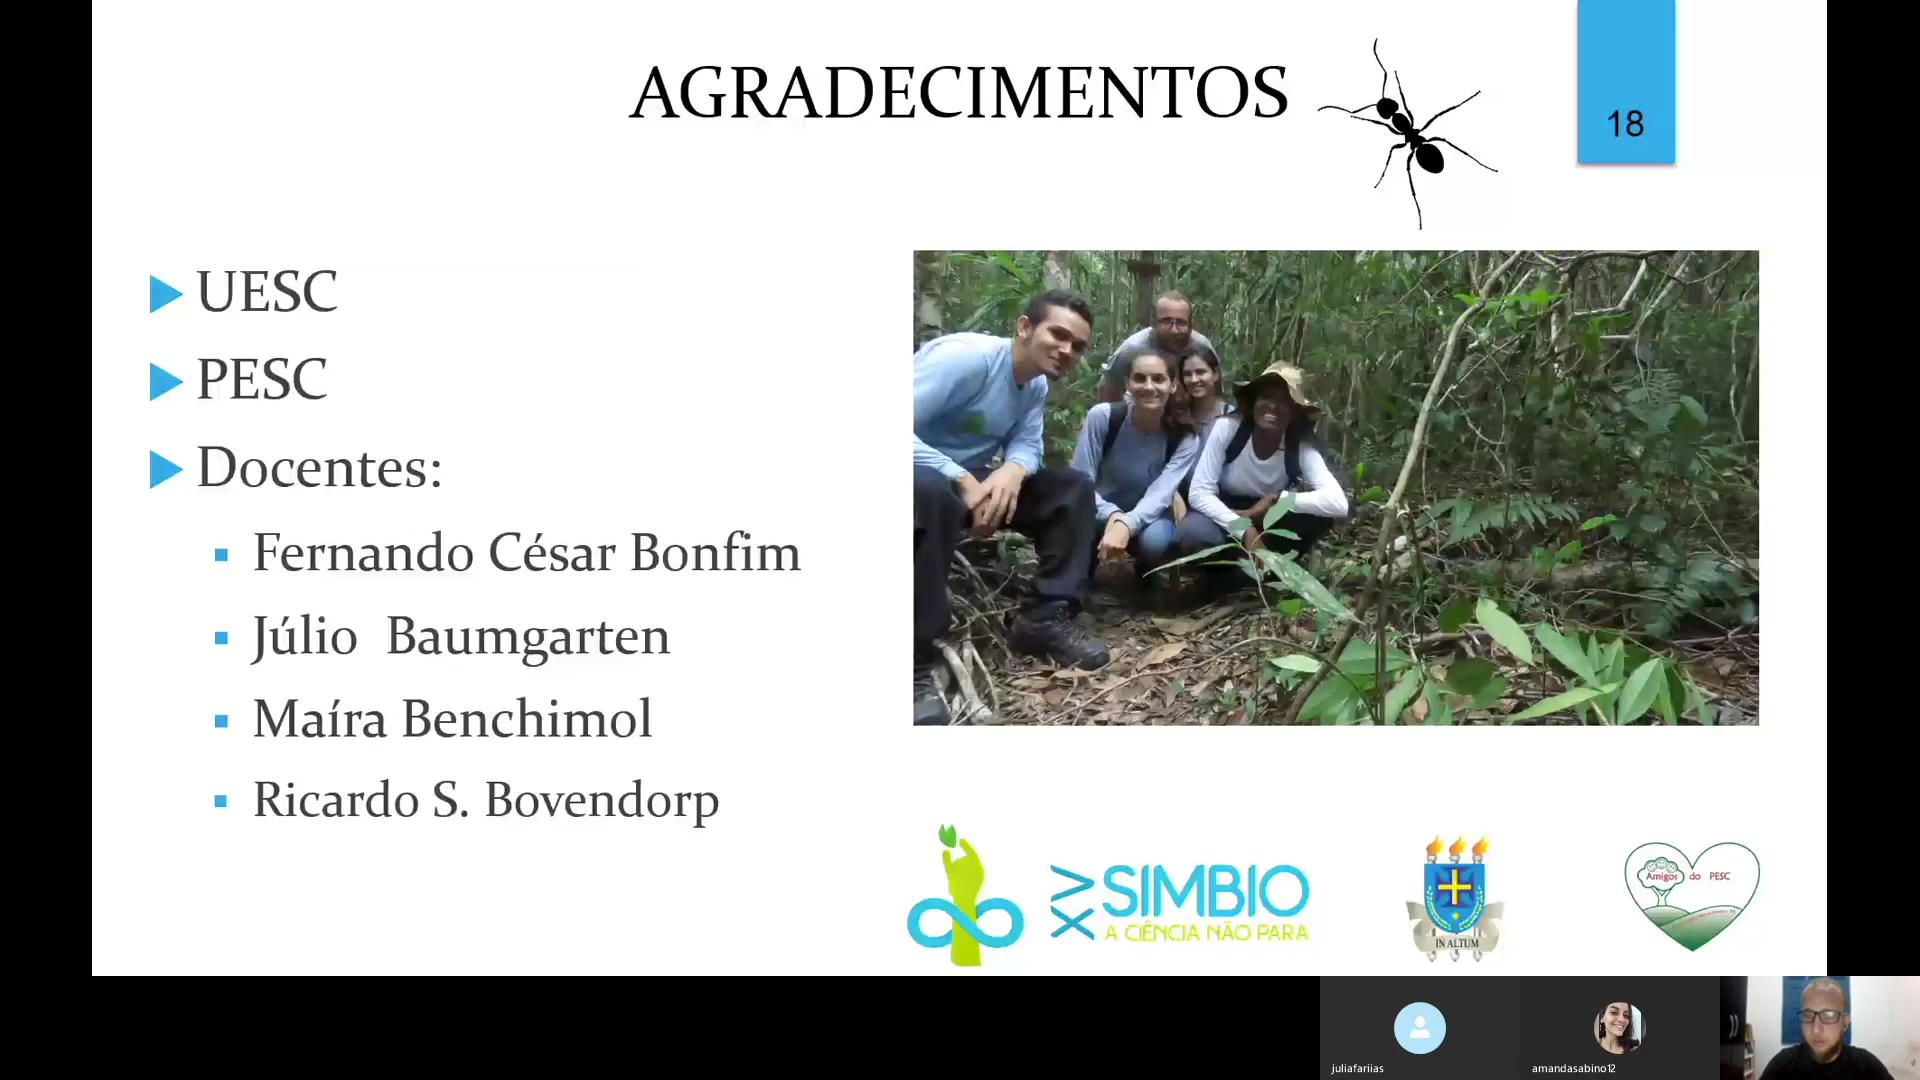 AGRADECIMENTOS
18
UESC
PESC
Docentes:
Fernando César Bonfim
Júlio Baumgarten
Maíra Benchimol
Ricardo S. Bovendorp
XV SIMBIO
A CIÊNCIA NÃO PARA
IN ALTUM
Amigos do PESC
juliafariias
amandasabino12